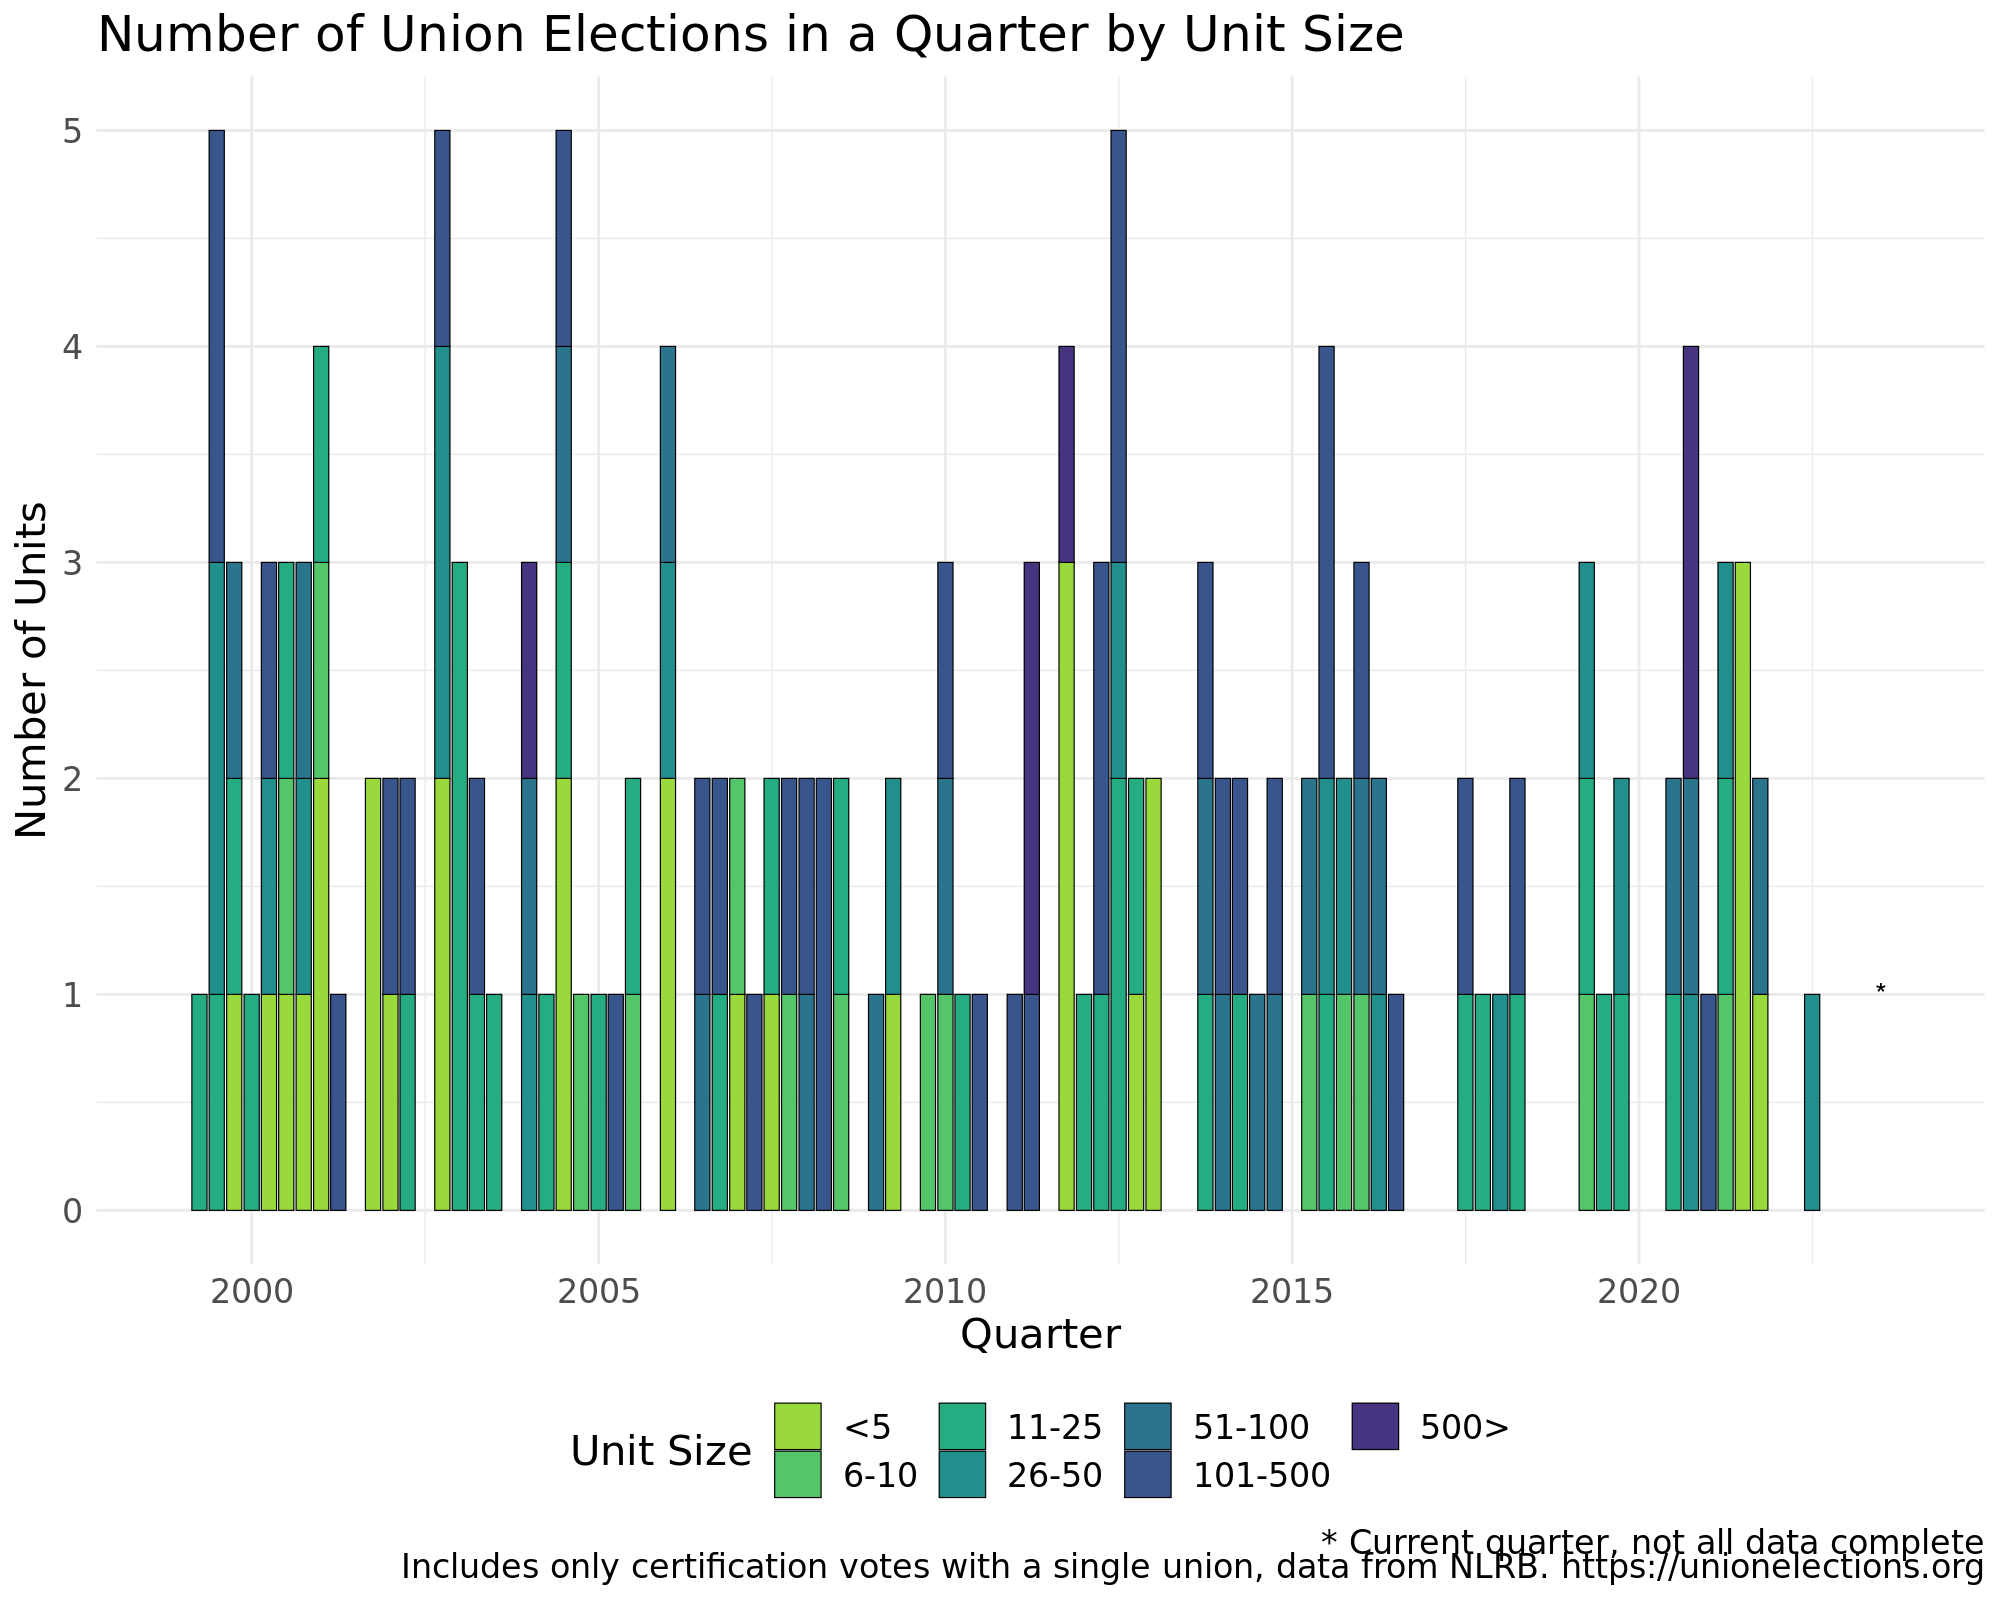 Number of Union Elections in a Quarter by Unit Size
Number of Units
5
4
3
2
1
0
*
2000 2005 2010 2015 2020
Quarter
Unit Size
<5 11-25 51-100 500>
6-10 26-50 101-500
* Current quarter, not all data complete
Includes only certification votes with a single union, data from NLRB. https://unionelections.org